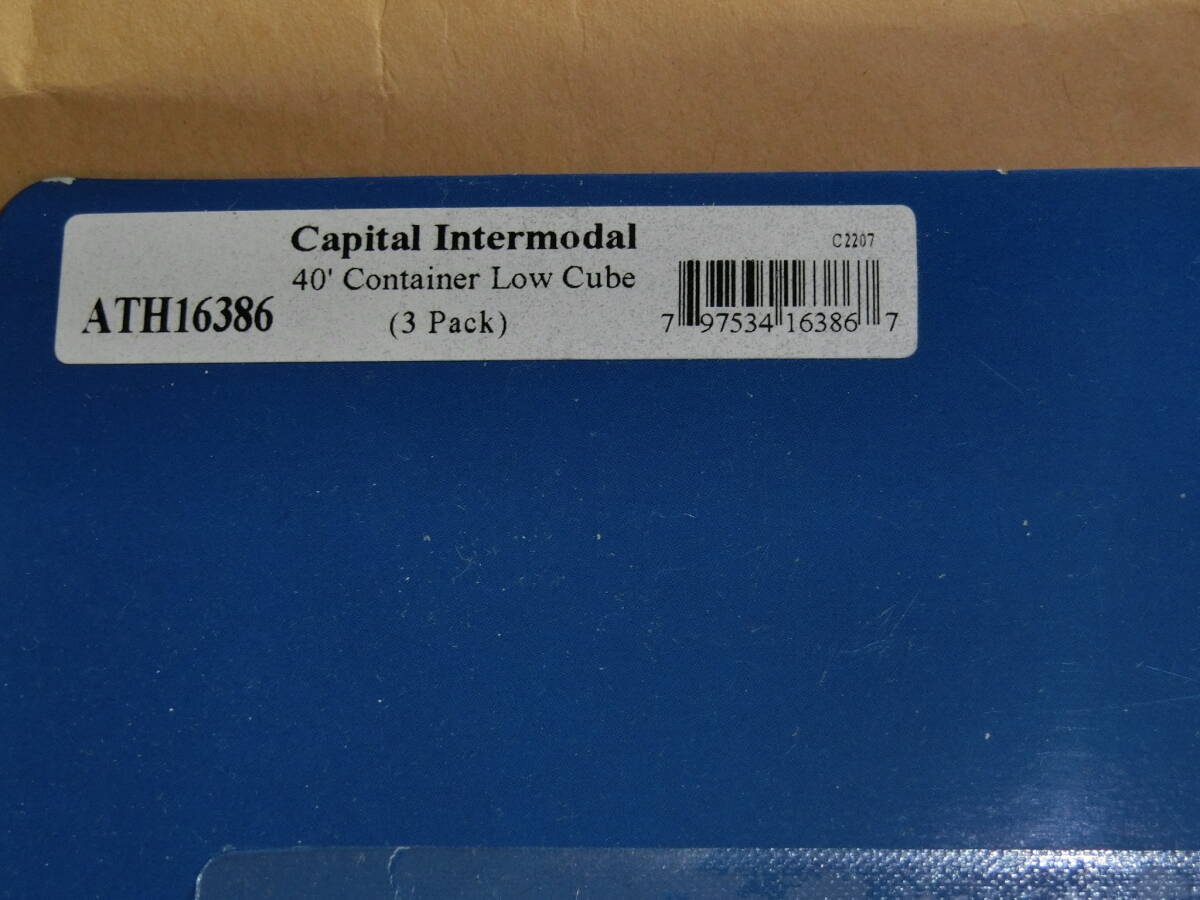 Capital Intermodal
C2207
40' Container Low Cube
ATH16386
(3 Pack)
7 97534 16386 7